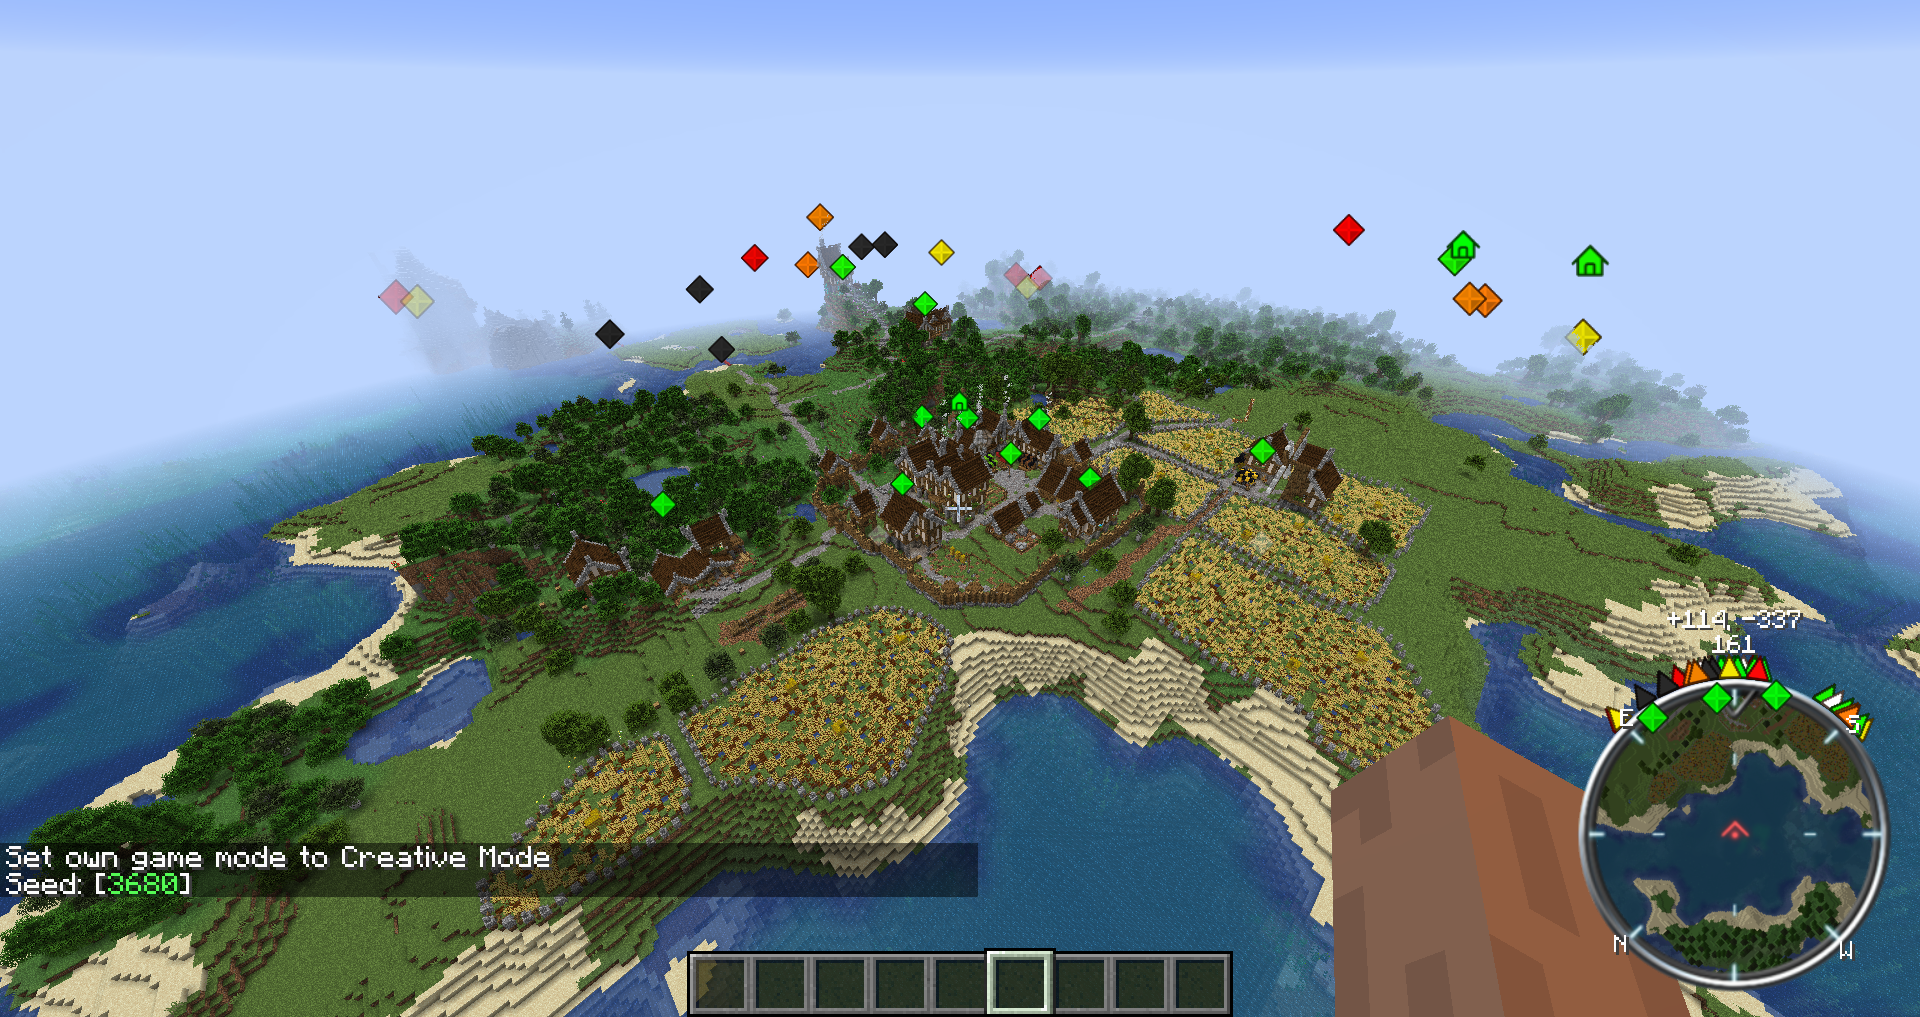 +114, -337
161
E
S
Set own game mode to Creative Mode
Seed: [3680]
N
W